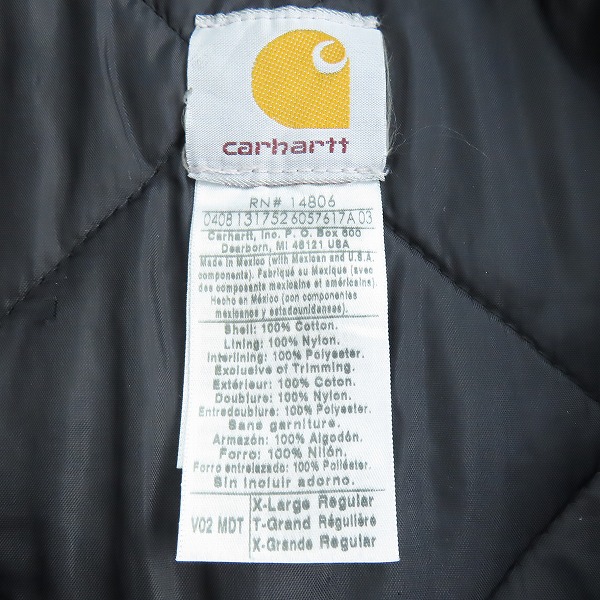 carhartt
RN# 14806
04081317526057617A 03
Carhartt, Inc. P. O. Box 600
Dearborn, MI 48121 USA
Made in Mexico (with Mexican and U.S.A.
components). Fabriqué au Mexique (avec
des composants mexicains et américains).
Hecho en México (con componentes
mexicanos y estadounidenses).
Shell: 100% Cotton.
Lining: 100% Nylon.
Interlining: 100% Polyester.
Exclusive of Trimming.
Extérieur: 100% Coton.
Doublure: 100% Nylon.
Entredoublure: 100% Polyester.
Sans garniture.
Armazón: 100% Algodón.
Forro: 100% Nilón.
Forro entrelazado: 100% Poliéster.
Sin incluir adorno.
X-Large Regular
V02 MDT T-Grand Régulière
X-Grande Regular